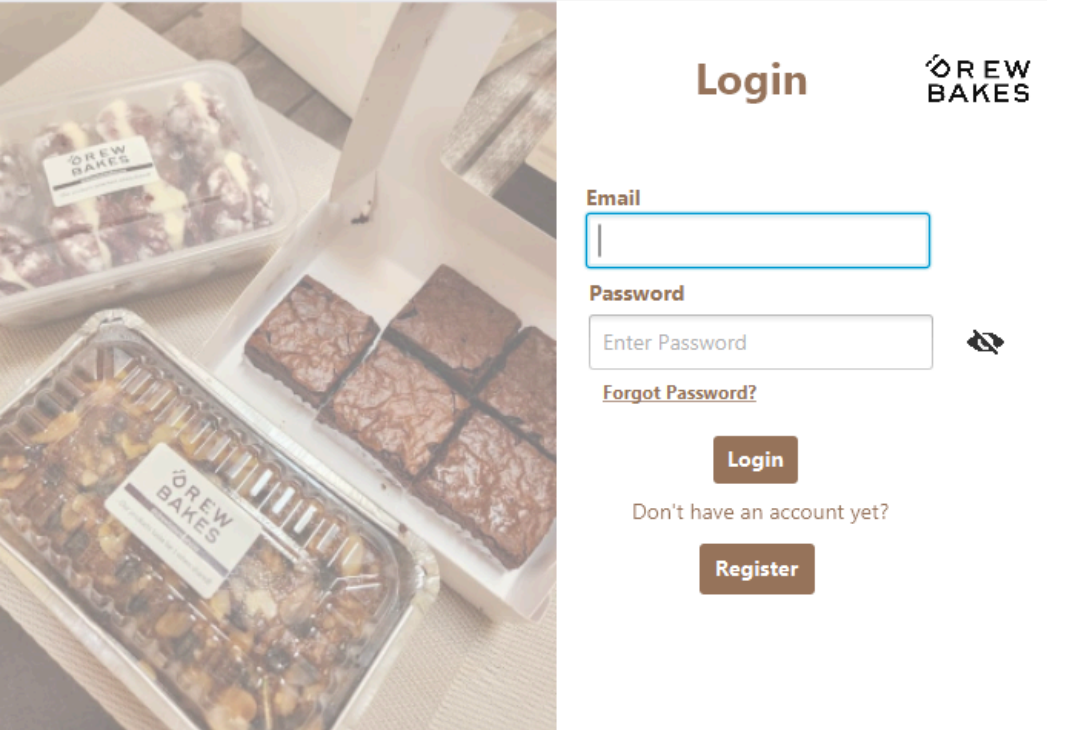 Login
DREW
BAKES
Email
Password
Enter Password
Forgot Password?
Login
Don't have an account yet?
Register
DREW
BAKES
DREW
BAKES